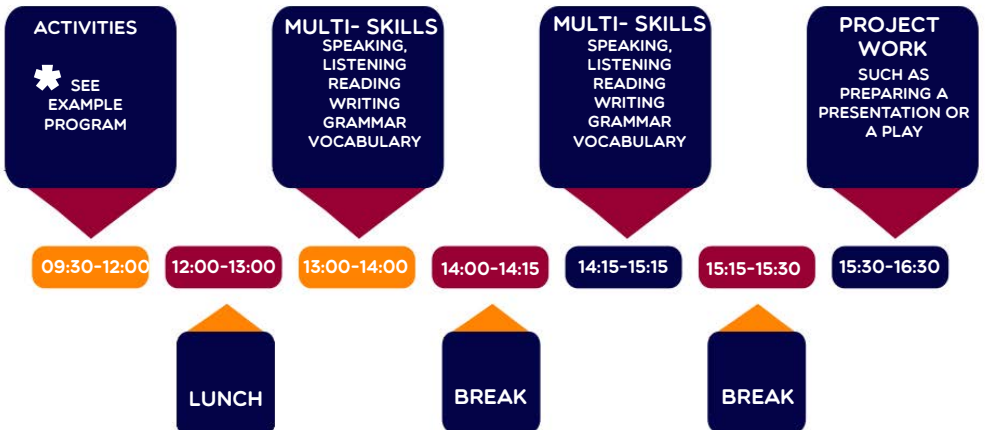 ACTIVITIES
* SEE
EXAMPLE
PROGRAM
MULTI- SKILLS
SPEAKING,
LISTENING
READING
WRITING
GRAMMAR
VOCABULARY
MULTI- SKILLS
SPEAKING,
LISTENING
READING
WRITING
GRAMMAR
VOCABULARY
PROJECT
WORK
SUCH AS
PREPARING A
PRESENTATION OR
A PLAY
09:30-12:00
12:00-13:00
13:00-14:00
14:00-14:15
14:15-15:15
15:15-15:30
15:30-16:30
LUNCH
BREAK
BREAK